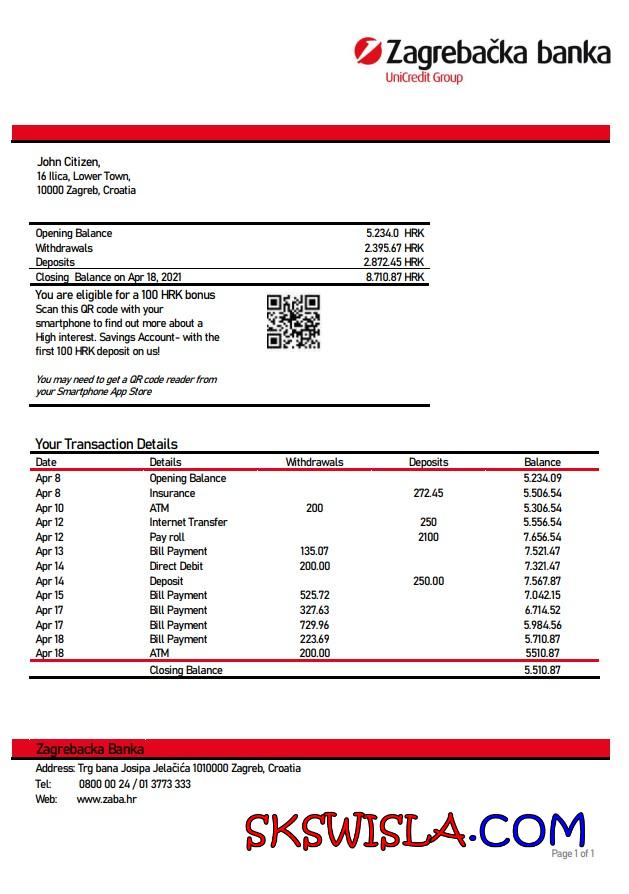 Zagrebačka banka
UniCredit Group
John Citizen,
16 Ilica, Lower Town,
10000 Zagreb, Croatia
Opening Balance 5.234.0 HRK
Withdrawals 2.395.67 HRK
Deposits 2.872.45 HRK
Closing Balance on Apr 18, 2021 8.710.87 HRK
You are eligible for a 100 HRK bonus
Scan this QR code with your
smartphone to find out more about a
High interest. Savings Account- with the
first 100 HRK deposit on us!
You may need to get a QR code reader from
your Smartphone App Store
Your Transaction Details
Date Details Withdrawals Deposits Balance
Apr 8 Opening Balance 5.234.09
Apr 8 Insurance 272.45 5.506.54
Apr 10 ATM 200 5.306.54
Apr 12 Internet Transfer 250 5.556.54
Apr 12 Pay roll 2100 7.656.54
Apr 13 Bill Payment 135.07 7.521.47
Apr 14 Direct Debit 200.00 7.321.47
Apr 14 Deposit 250.00 7.567.87
Apr 15 Bill Payment 525.72 7.042.15
Apr 17 Bill Payment 327.63 6.714.52
Apr 17 Bill Payment 729.96 5.984.56
Apr 18 Bill Payment 223.69 5.710.87
Apr 18 ATM 200.00 5510.87
Closing Balance 5.510.87
Zagrebacka Banka
Address: Trg bana Josipa Jelačića 1010000 Zagreb, Croatia
Tel: 0800 00 24 / 01 3773 333
Web: www.zaba.hr
SKSWISLA.COM
Page 1 of 1